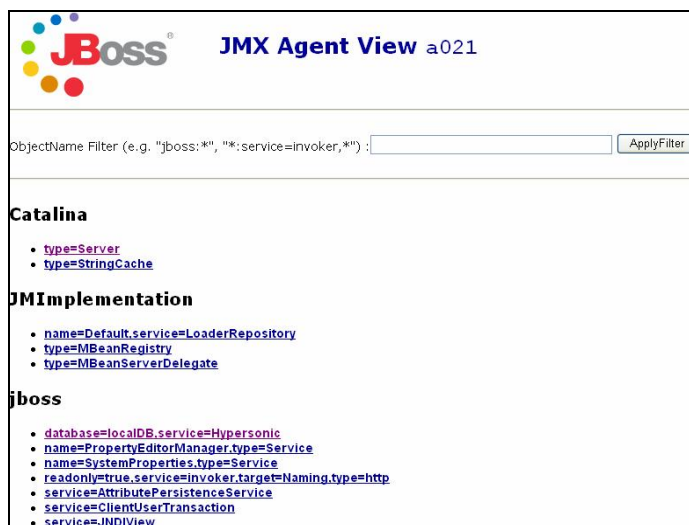 JBoss®
JMX Agent View a021
ObjectName Filter (e.g. "jboss:*", "*:service=invoker,*") : ApplyFilter
Catalina
type=Server
type=StringCache
JMImplementation
name=Default,service=LoaderRepository
type=MBeanRegistry
type=MBeanServerDelegate
jboss
database=localDB,service=Hypersonic
name=PropertyEditorManager,type=Service
name=SystemProperties,type=Service
readonly=true,service=invoker,target=Naming,type=http
service=AttributePersistenceService
service=ClientUserTransaction
service=JNDIView